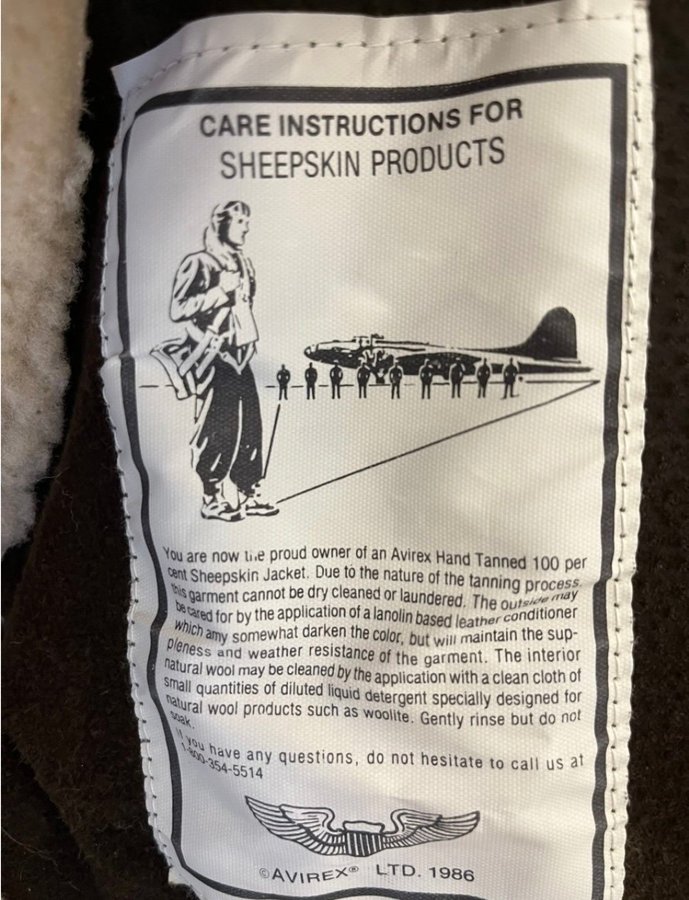 CARE INSTRUCTIONS FOR
SHEEPSKIN PRODUCTS
You are now the proud owner of an Avirex Hand Tanned 100 per
cent Sheepskin Jacket. Due to the nature of the tanning process
this garment cannot be dry cleaned or laundered. The outside may
be cared for by the application of a lanolin based leather conditioner
which amy somewhat darken the color, but will maintain the sup-
pleness and weather resistance of the garment. The interior
natural wool may be cleaned by the application with a clean cloth of
small quantities of diluted liquid detergent specially designed for
natural wool products such as woolite. Gently rinse but do not
soak.
If you have any questions, do not hesitate to call us at
1-800-354-5514
©AVIREX® LTD. 1986